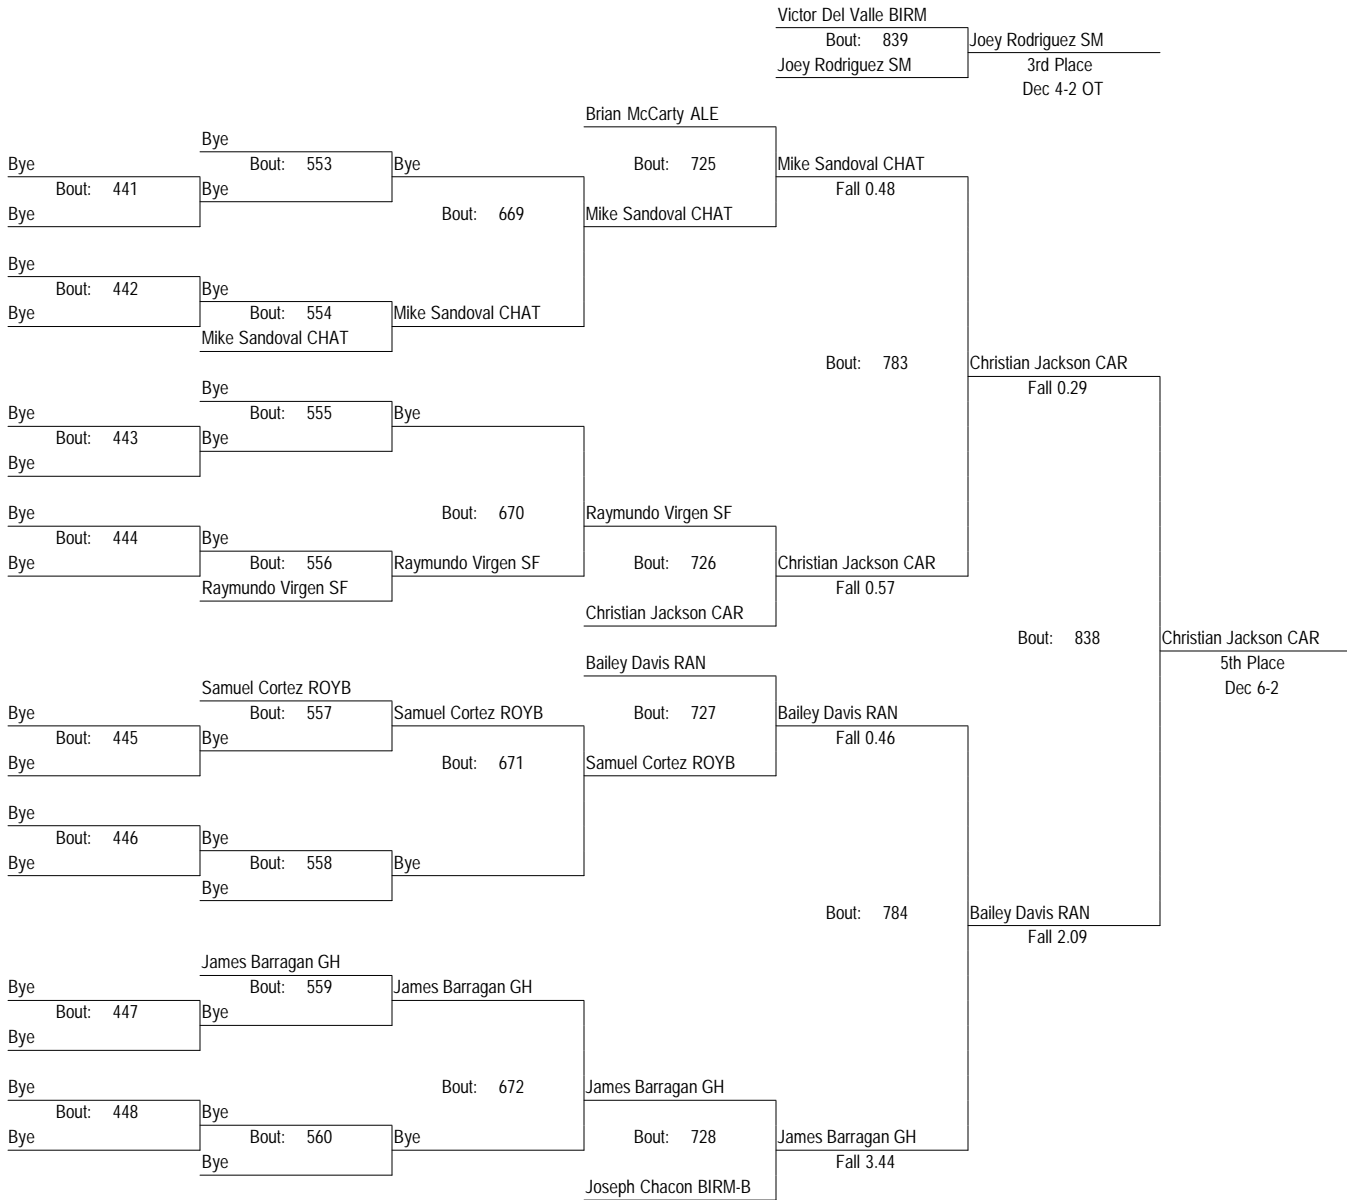 Victor Del Valle BIRM
Bout: 839
Joey Rodriguez SM
Joey Rodriguez SM
3rd Place
Dec 4-2 OT
Brian McCarty ALE
Bye
Bye
Bout: 553
Bye
Bout: 725
Mike Sandoval CHAT
Bout: 441
Bye
Fall 0.48
Bye
Bout: 669
Mike Sandoval CHAT
Bye
Bout: 442
Bye
Bye
Bout: 554
Mike Sandoval CHAT
Mike Sandoval CHAT
Bout: 783
Christian Jackson CAR
Fall 0.29
Bye
Bye
Bout: 555
Bye
Bout: 443
Bye
Bye
Bye
Bout: 670
Raymundo Virgen SF
Bout: 444
Bye
Bye
Bout: 556
Raymundo Virgen SF
Bout: 726
Christian Jackson CAR
Raymundo Virgen SF
Fall 0.57
Christian Jackson CAR
Bout: 838
Christian Jackson CAR
5th Place
Dec 6-2
Bailey Davis RAN
Samuel Cortez ROYB
Bye
Bout: 557
Samuel Cortez ROYB
Bout: 727
Bailey Davis RAN
Bout: 445
Bye
Fall 0.46
Bye
Bout: 671
Samuel Cortez ROYB
Bye
Bout: 446
Bye
Bye
Bout: 558
Bye
Bye
Bout: 784
Bailey Davis RAN
Fall 2.09
James Barragan GH
Bye
Bout: 559
James Barragan GH
Bout: 447
Bye
Bye
Bye
Bout: 672
James Barragan GH
Bout: 448
Bye
Bye
Bout: 560
Bye
Bout: 728
James Barragan GH
Bye
Fall 3.44
Joseph Chacon BIRM-B